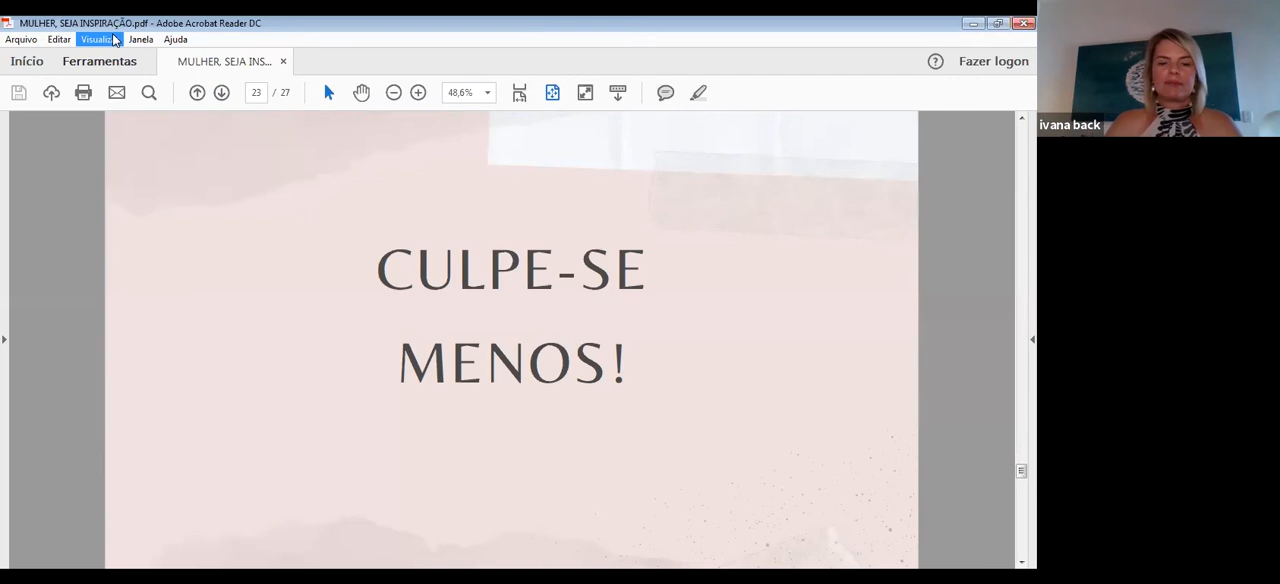 MULHER, SEJA INSPIRAÇÃO.pdf - Adobe Acrobat Reader DC
Arquivo Editar Visualiz Janela Ajuda
Início Ferramentas MULHER, SEJA INS... × Fazer logon
23 / 27 48,6%
ivana back
CULPE-SE
MENOS!